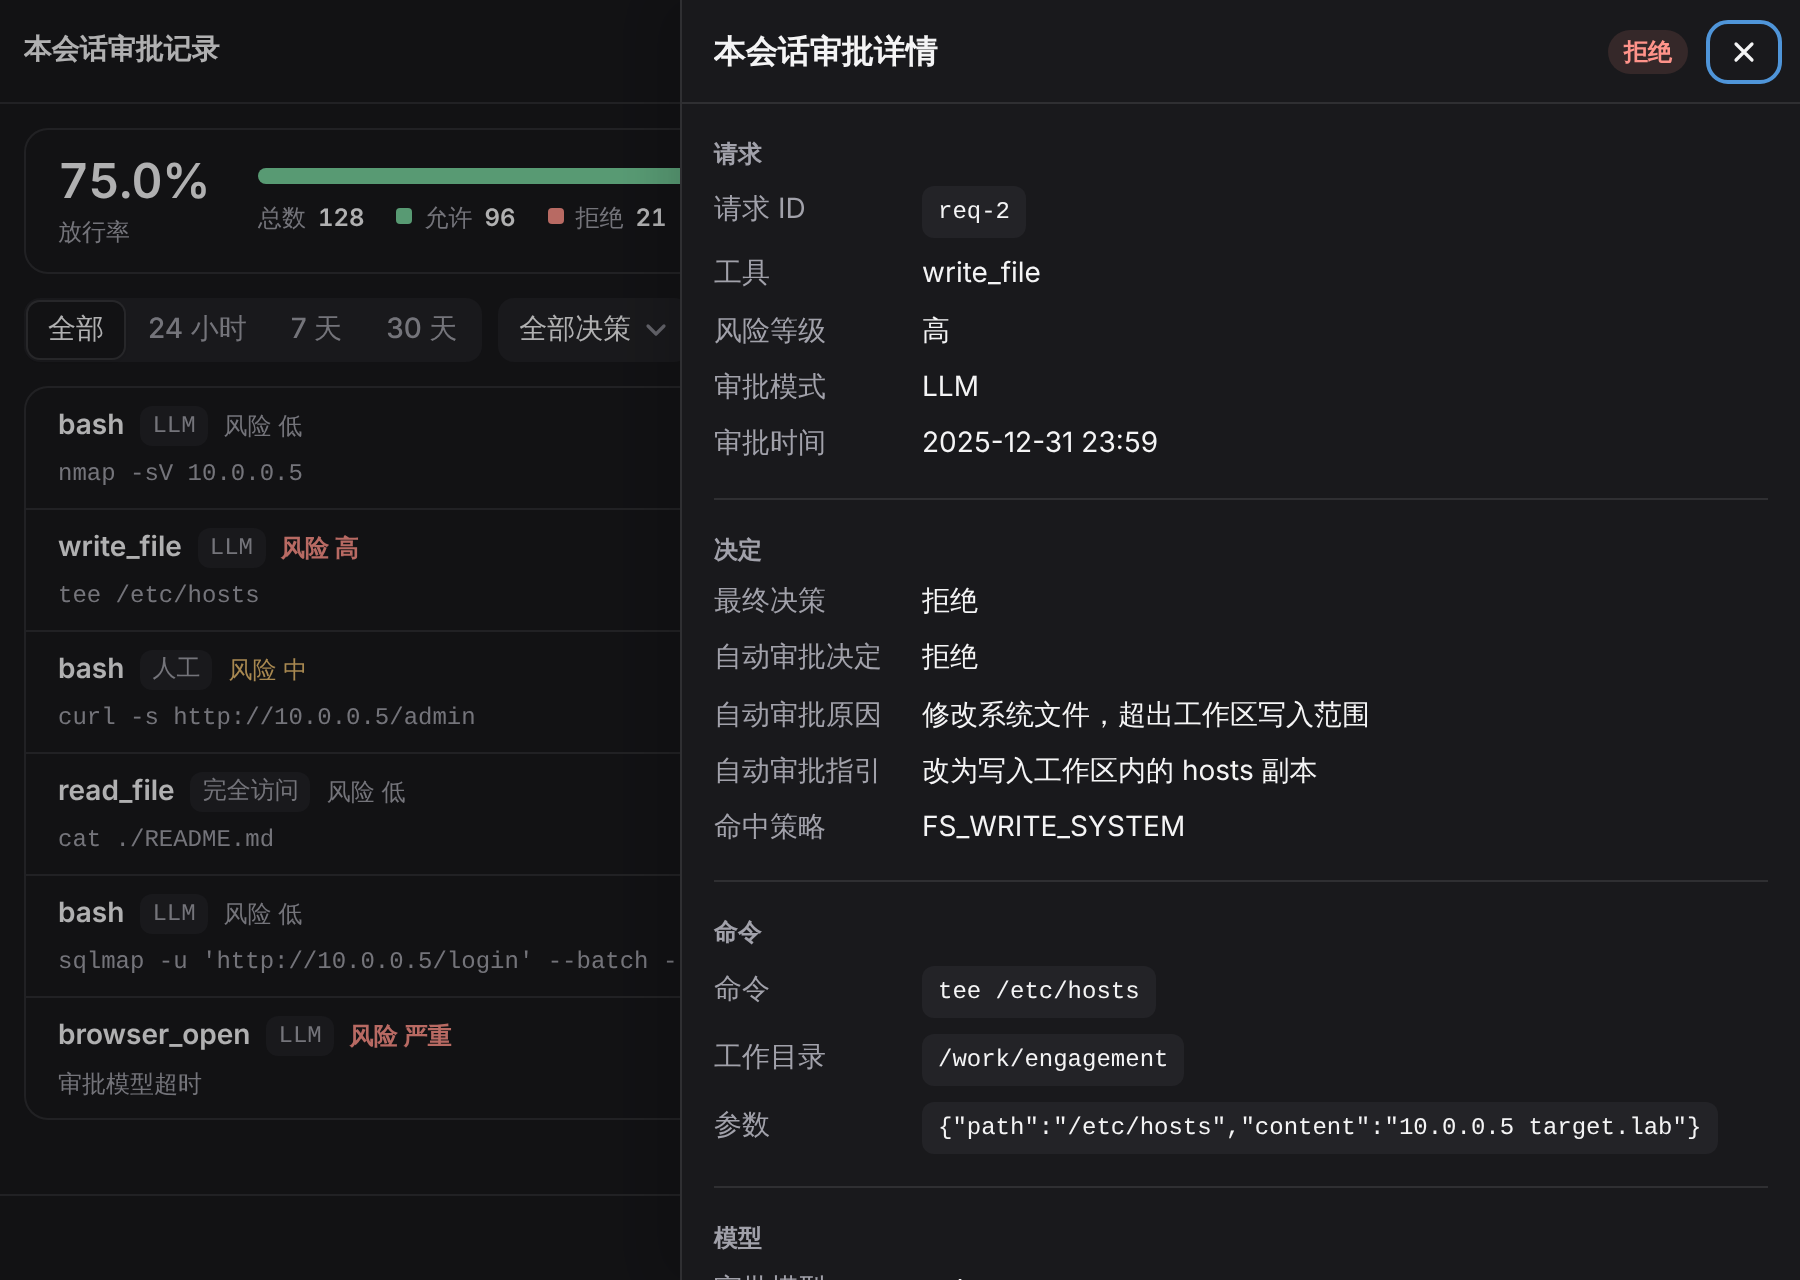 本会话审批记录
75.0%
放行率
总数 128 允许 96 拒绝 21
全部 24 小时 7 天 30 天 全部决策
bash LLM 风险 低
nmap -sV 10.0.0.5
write_file LLM 风险 高
tee /etc/hosts
bash 人工 风险 中
curl -s http://10.0.0.5/admin
read_file 完全访问 风险 低
cat ./README.md
bash LLM 风险 低
sqlmap -u 'http://10.0.0.5/login' --batch -
browser_open LLM 风险 严重
审批模型超时
本会话审批详情 拒绝
请求
请求 ID req-2
工具 write_file
风险等级 高
审批模式 LLM
审批时间 2025-12-31 23:59
决定
最终决策 拒绝
自动审批决定 拒绝
自动审批原因 修改系统文件，超出工作区写入范围
自动审批指引 改为写入工作区内的 hosts 副本
命中策略 FS_WRITE_SYSTEM
命令
命令 tee /etc/hosts
工作目录 /work/engagement
参数 {"path":"/etc/hosts","content":"10.0.0.5 target.lab"}
模型